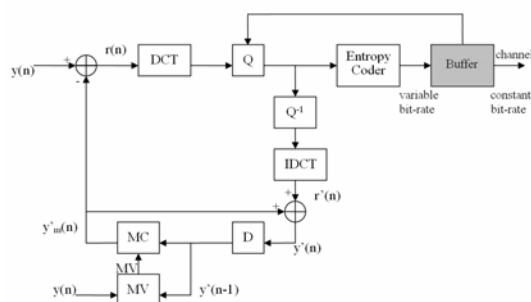 y(n)
+
-
r(n)
DCT
Q
Entropy
Coder
Buffer
channel
variable
bit-rate
constant
bit-rate
Q-1
IDCT
+
r’(n)
+
y’m(n)
MC
D
y’(n)
MV
y(n)
MV
y’(n-1)